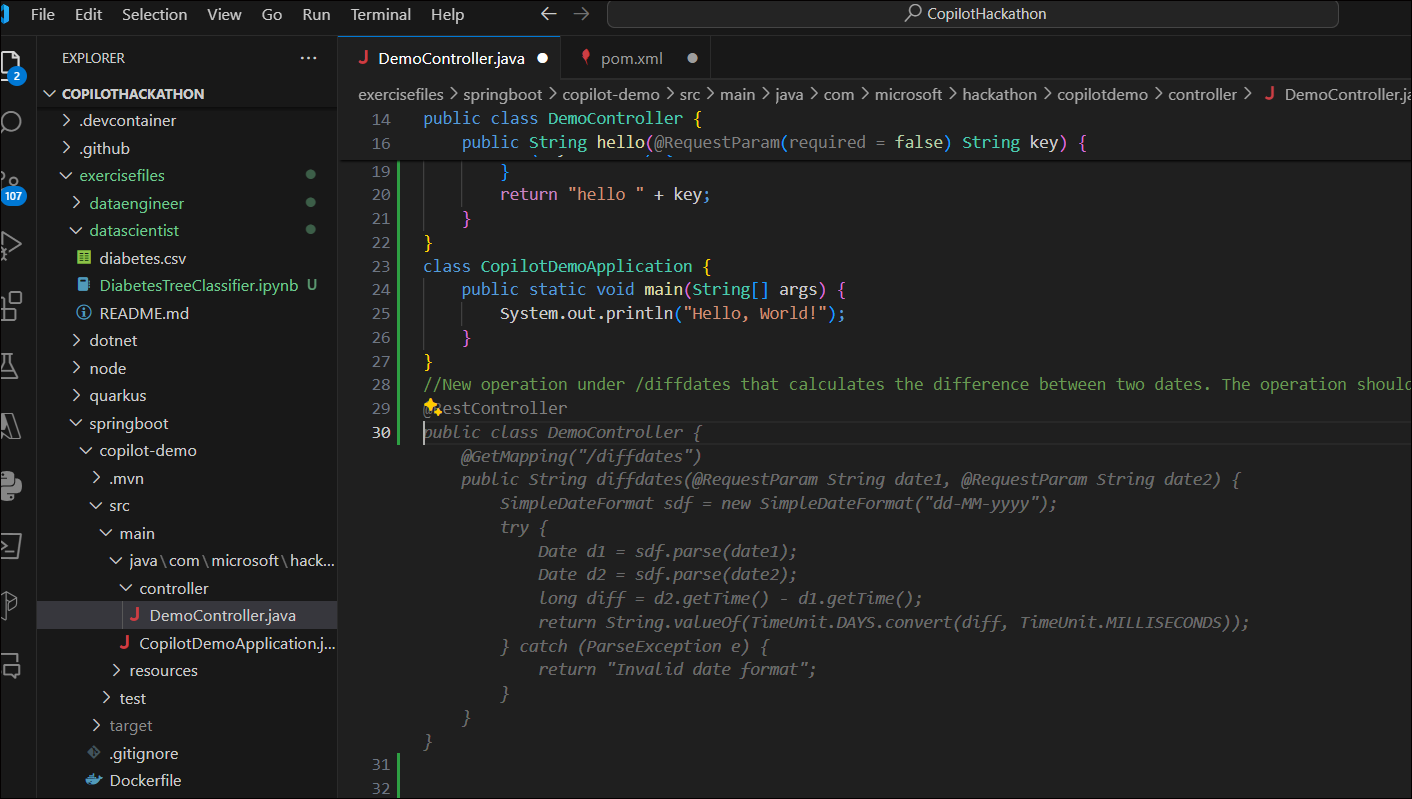 File Edit Selection View Go Run Terminal Help CopilotHackathon
EXPLORER ...
DemoController.java pom.xml
2
COPILOTHACKATHON
exercisefiles > springboot > copilot-demo > src > main > java > com > microsoft > hackathon > copilotdemo > controller > DemoController.ja
.devcontainer
.github
107
exercisefiles
dataengineer
datascientist
diabetes.csv
DiabetesTreeClassifier.ipynb U
README.md
dotnet
node
quarkus
springboot
copilot-demo
.mvn
src
main
java\com\microsoft\hack...
controller
DemoController.java
CopilotDemoApplication.j...
resources
test
target
.gitignore
Dockerfile
14 public class DemoController {
16 public String hello(@RequestParam(required = false) String key) {
19 }
20 return "hello " + key;
21 }
22 }
23 class CopilotDemoApplication {
24 public static void main(String[] args) {
25 System.out.println("Hello, World!");
26 }
27 }
28 //New operation under /diffdates that calculates the difference between two dates. The operation shoul
29 @RestController
30 public class DemoController {
@GetMapping("/diffdates")
public String diffdates(@RequestParam String date1, @RequestParam String date2) {
SimpleDateFormat sdf = new SimpleDateFormat("dd-MM-yyyy");
try {
Date d1 = sdf.parse(date1);
Date d2 = sdf.parse(date2);
long diff = d2.getTime() - d1.getTime();
return String.valueOf(TimeUnit.DAYS.convert(diff, TimeUnit.MILLISECONDS));
} catch (ParseException e) {
return "Invalid date format";
}
}
}
31
32